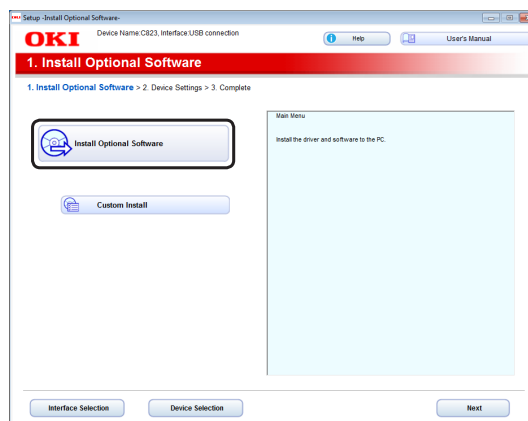 Setup -Install Optional Software-
OKI
Device Name:C823, Interface:USB connection
Help
User's Manual
1. Install Optional Software
1. Install Optional Software > 2. Device Settings > 3. Complete
Install Optional Software
Custom Install
Main Menu
Install the driver and software to the PC.
Interface Selection
Device Selection
Next